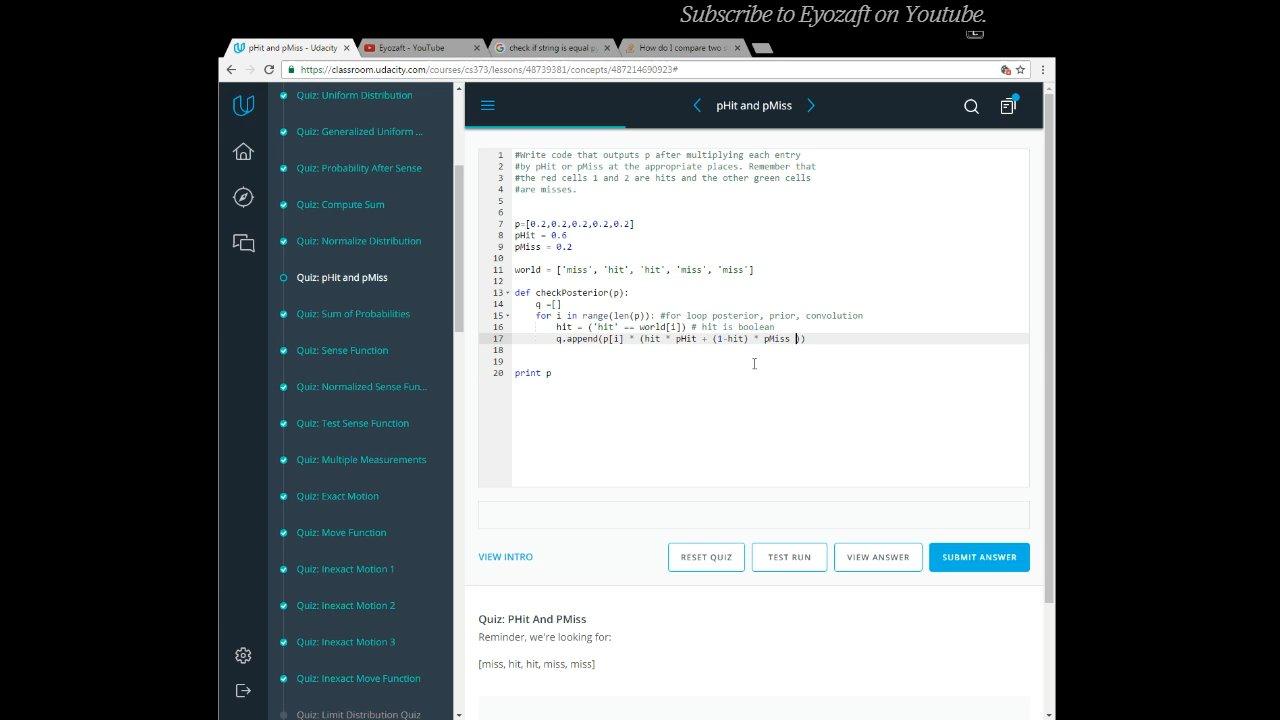 Subscribe to Eyozaft on Youtube.
pHit and pMiss - Udacity
Eyozaft - YouTube
check if string is equal p
How do I compare two s
https://classroom.udacity.com/courses/cs373/lessons/48739381/concepts/487214690923#
Quiz: Uniform Distribution
Quiz: Generalized Uniform ...
Quiz: Probability After Sense
Quiz: Compute Sum
Quiz: Normalize Distribution
Quiz: pHit and pMiss
Quiz: Sum of Probabilities
Quiz: Sense Function
Quiz: Normalized Sense Fun...
Quiz: Test Sense Function
Quiz: Multiple Measurements
Quiz: Exact Motion
Quiz: Move Function
Quiz: Inexact Motion 1
Quiz: Inexact Motion 2
Quiz: Inexact Motion 3
Quiz: Inexact Move Function
Quiz: Limit Distribution Quiz
pHit and pMiss
1 #Write code that outputs p after multiplying each entry
2 #by pHit or pMiss at the appropriate places. Remember that
3 #the red cells 1 and 2 are hits and the other green cells
4 #are misses.
5
6
7 p=[0.2,0.2,0.2,0.2,0.2]
8 pHit = 0.6
9 pMiss = 0.2
10
11 world = ['miss', 'hit', 'hit', 'miss', 'miss']
12
13 def checkPosterior(p):
14 q =[]
15 for i in range(len(p)): #for loop posterior, prior, convolution
16 hit = ('hit' == world[i]) # hit is boolean
17 q.append(p[i] * (hit * pHit + (1-hit) * pMiss ))
18
19
20 print p
VIEW INTRO
RESET QUIZ
TEST RUN
VIEW ANSWER
SUBMIT ANSWER
Quiz: PHit And PMiss
Reminder, we're looking for:
[miss, hit, hit, miss, miss]